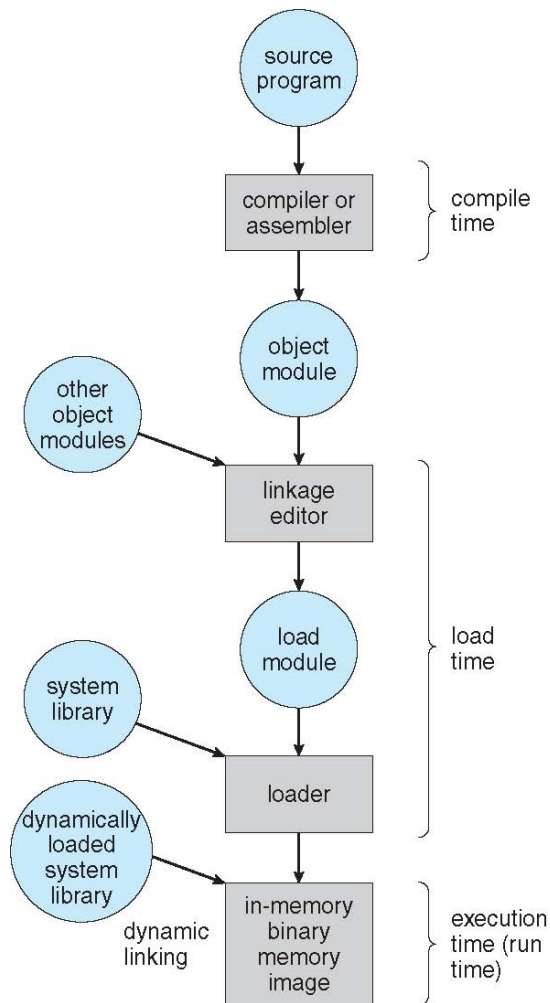 source
program
compiler or
assembler
compile
time
object
module
other
object
modules
linkage
editor
load
module
load
time
system
library
loader
dynamically
loaded
system
library
dynamic
linking
in-memory
binary
memory
image
execution
time (run
time)